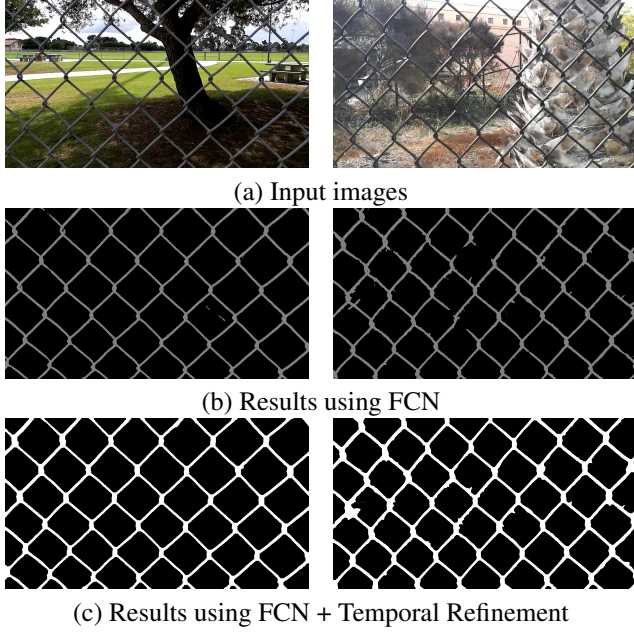 (a) Input images
(b) Results using FCN
(c) Results using FCN + Temporal Refinement